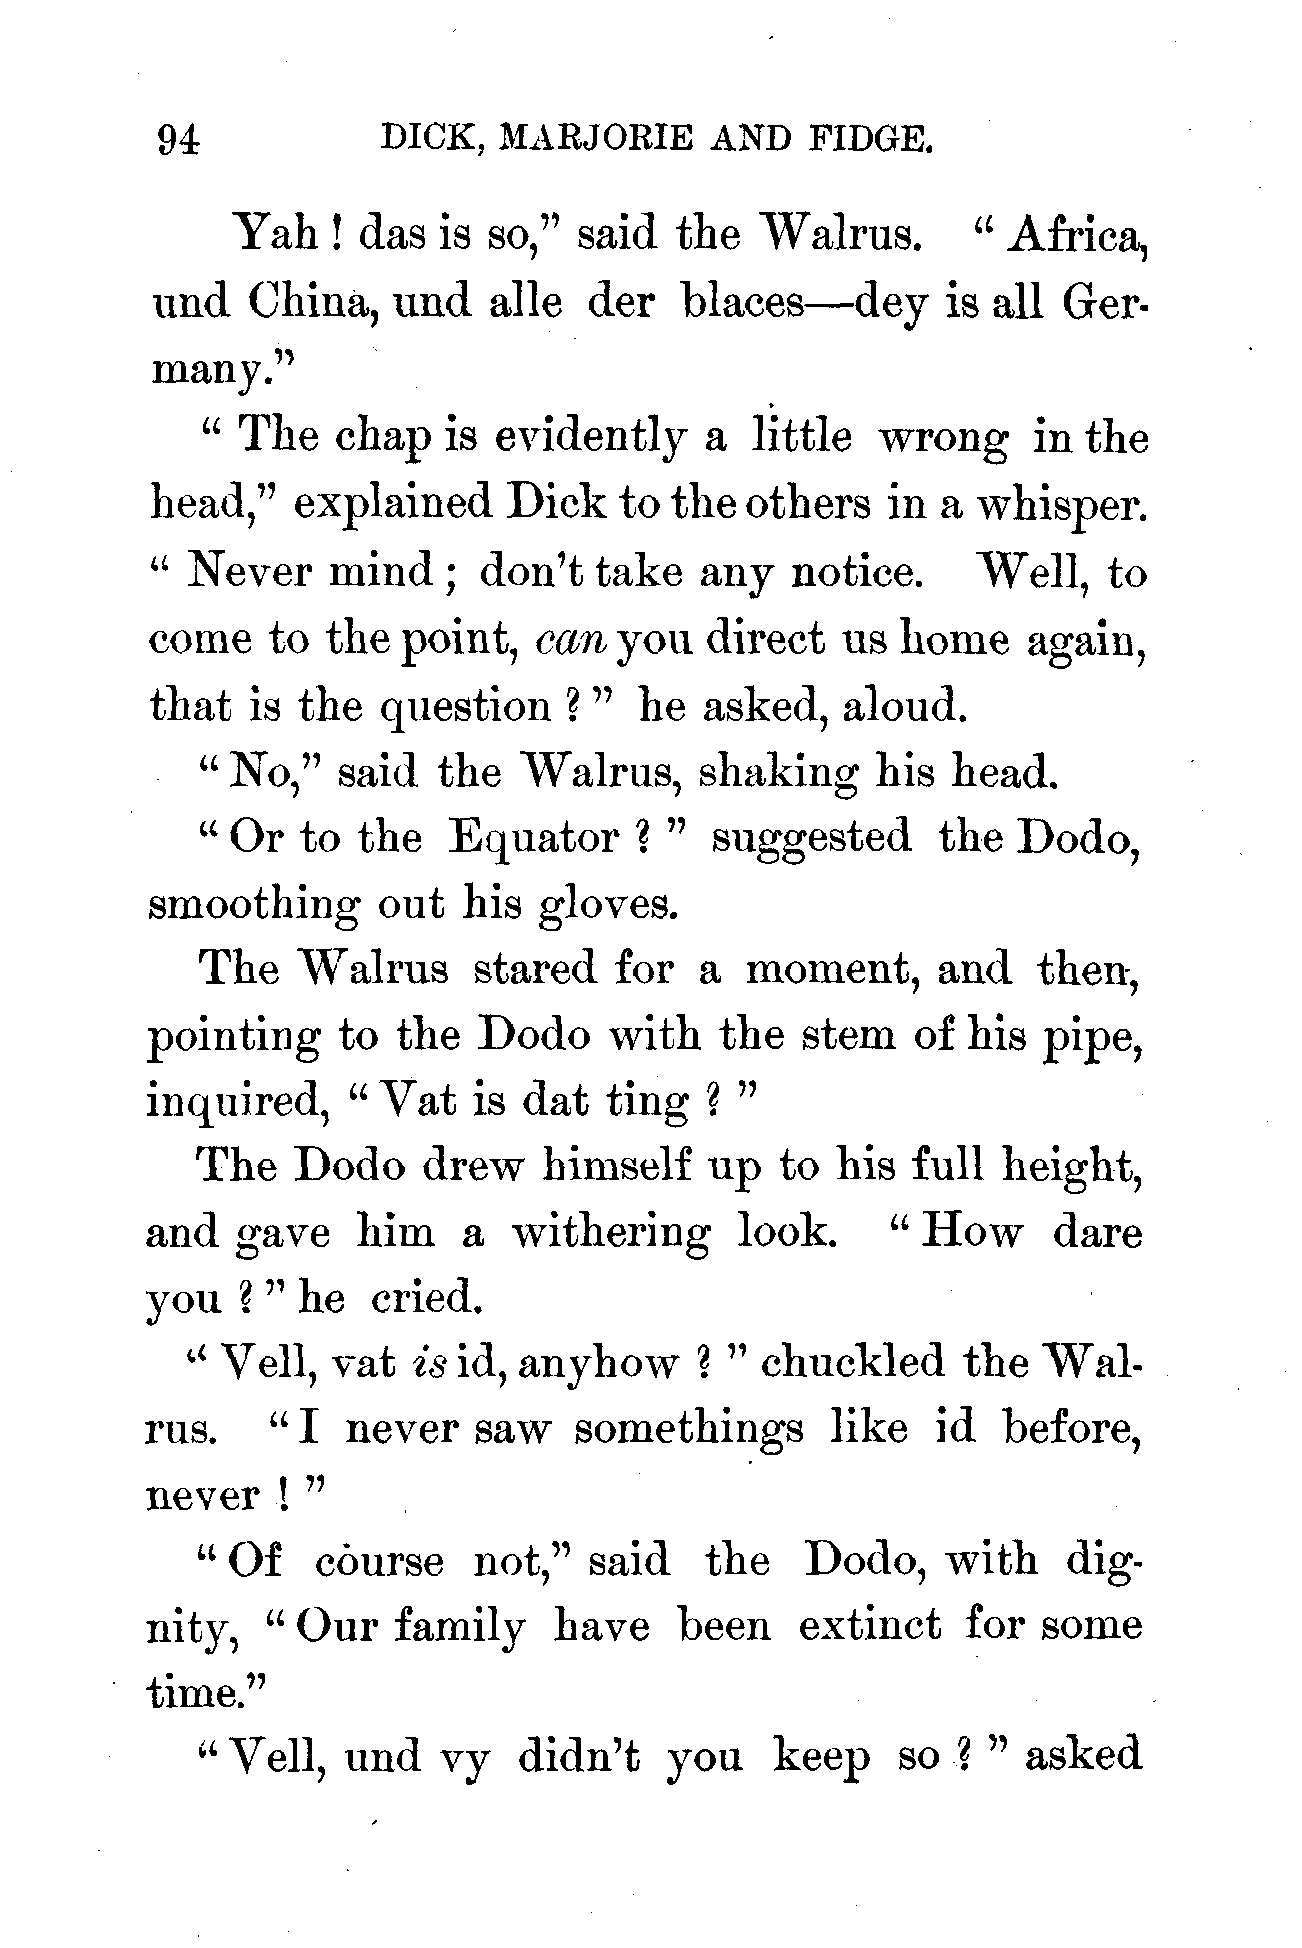 94 DICK, MARJORIE AND FIDGE.
Yah ! das is so,” said the Walrus. “ Africa,
und China, und alle der blaces—dey is all Ger-
many.”
“ The chap is evidently a little wrong in the
head,” explained Dick to the others in a whisper.
“ Never mind ; don’t take any notice. Well, to
come to the point, can you direct us home again,
that is the question ? ” he asked, aloud.
“ No,” said the Walrus, shaking his head.
“ Or to the Equator ? ” suggested the Dodo,
smoothing out his gloves.
The Walrus stared for a moment, and then,
pointing to the Dodo with the stem of his pipe,
inquired, “ Vat is dat ting ? ”
The Dodo drew himself up to his full height,
and gave him a withering look. “ How dare
you ? ” he cried.
“ Vell, vat is id, anyhow ? ” chuckled the Wal-
rus. “ I never saw somethings like id before,
never ! ”
“ Of course not,” said the Dodo, with dig-
nity, “ Our family have been extinct for some
time.”
“ Vell, und vy didn’t you keep so ? ” asked